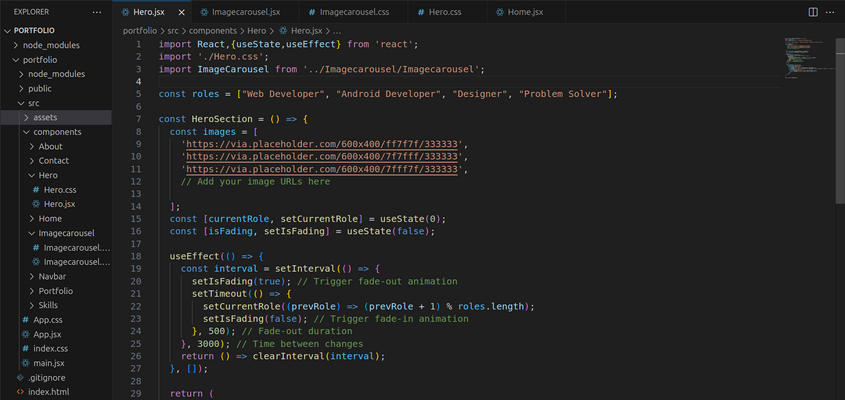 EXPLORER ...
Hero.jsx × Imagecarousel.jsx Imagecarousel.css Hero.css Home.jsx ...
PORTFOLIO
node_modules
portfolio
node_modules
public
src
assets
components
About
Contact
Hero
Hero.css
Hero.jsx
Home
Imagecarousel
Imagecarousel....
Imagecarousel....
Navbar
Portfolio
Skills
App.css
App.jsx
index.css
main.jsx
.gitignore
index.html
portfolio > src > components > Hero > Hero.jsx > ...
1 import React,{useState,useEffect} from 'react';
2 import './Hero.css';
3 import ImageCarousel from '../Imagecarousel/Imagecarousel';
4
5 const roles = ["Web Developer", "Android Developer", "Designer", "Problem Solver"];
6
7 const HeroSection = () => {
8 const images = [
9 'https://via.placeholder.com/600x400/ff7f7f/333333',
10 'https://via.placeholder.com/600x400/7f7fff/333333',
11 'https://via.placeholder.com/600x400/7fff7f/333333',
12 // Add your image URLs here
13
14 ];
15 const [currentRole, setCurrentRole] = useState(0);
16 const [isFading, setIsFading] = useState(false);
17
18 useEffect(() => {
19 const interval = setInterval(() => {
20 setIsFading(true); // Trigger fade-out animation
21 setTimeout(() => {
22 setCurrentRole((prevRole) => (prevRole + 1) % roles.length);
23 setIsFading(false); // Trigger fade-in animation
24 }, 500); // Fade-out duration
25 }, 3000); // Time between changes
26 return () => clearInterval(interval);
27 }, []);
28
29 return (